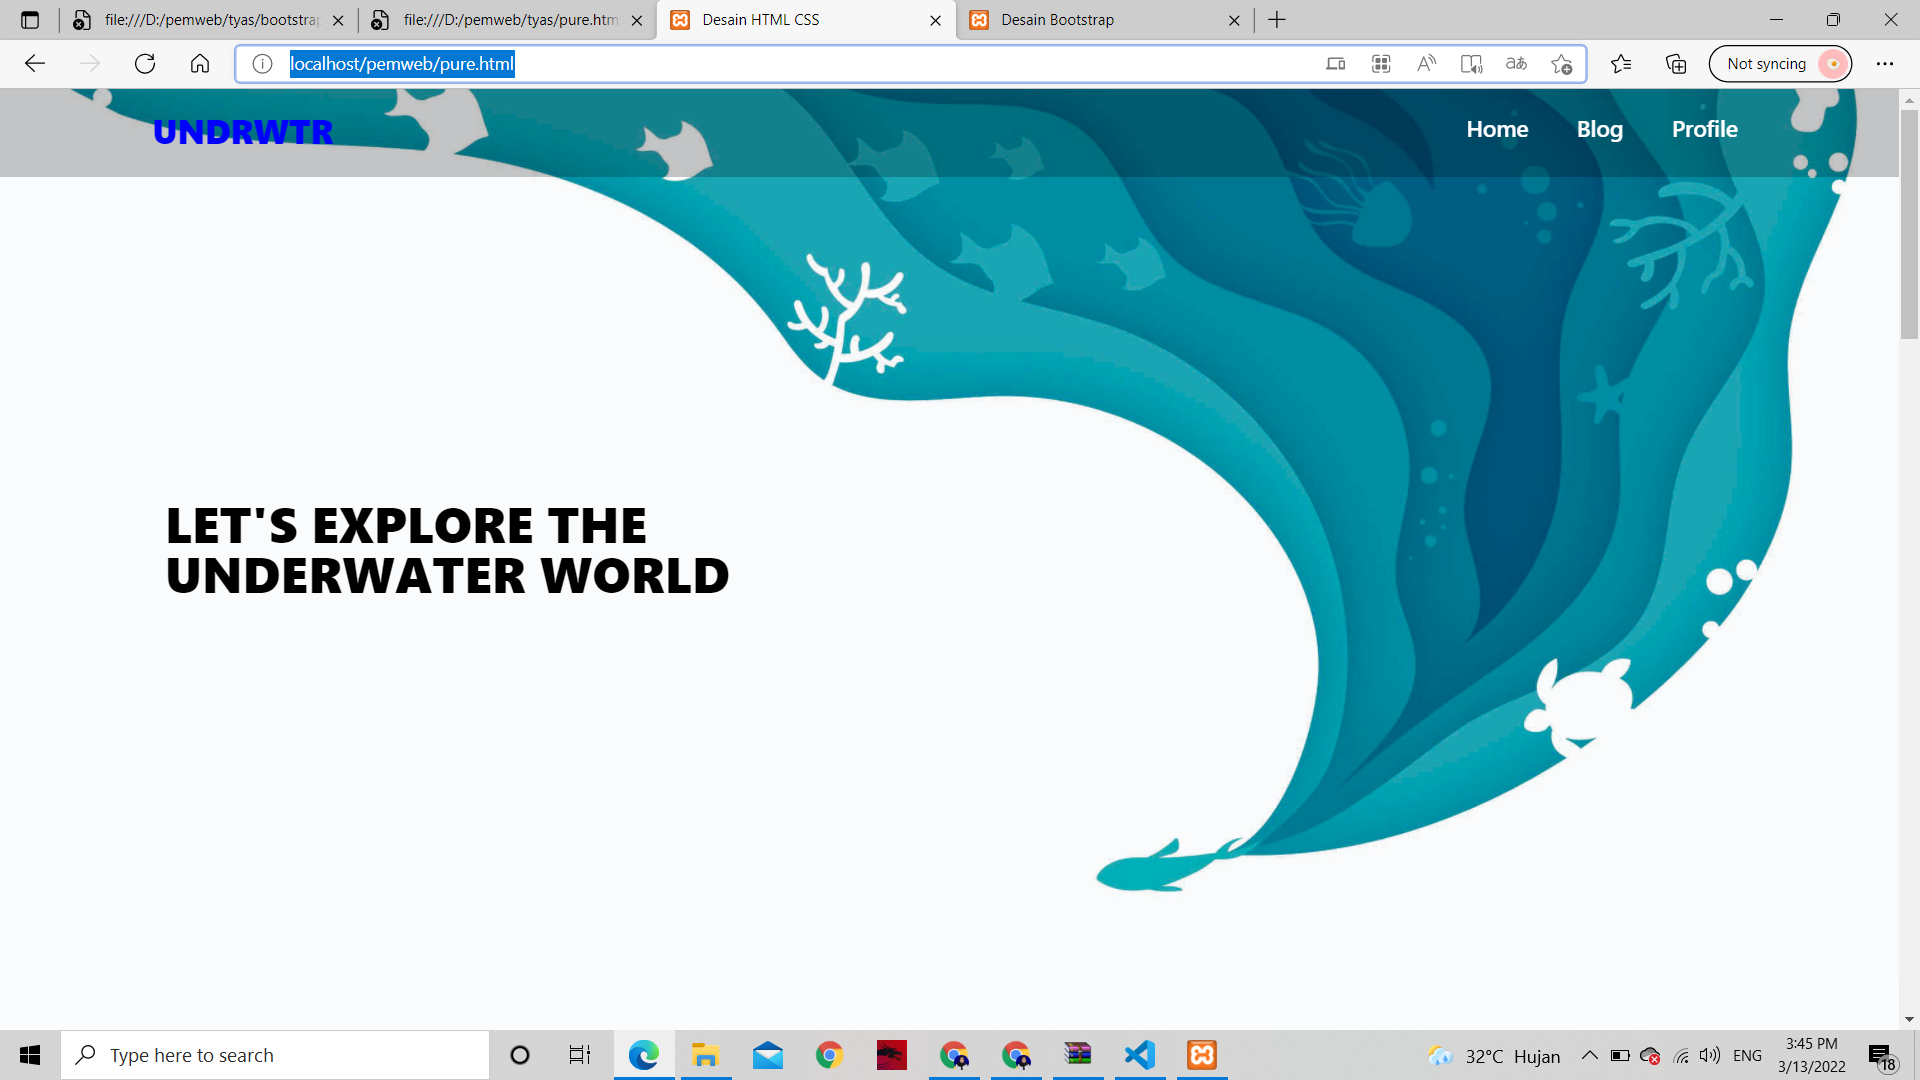 file:///D:/pemweb/tyas/bootstrap
file:///D:/pemweb/tyas/pure.htm
Desain HTML CSS
Desain Bootstrap
localhost/pemweb/pure.html
aあ
Not syncing
UNDRWTR
Home
Blog
Profile
LET'S EXPLORE THE
UNDERWATER WORLD
Type here to search
32°C Hujan
ENG
3:45 PM
3/13/2022
18